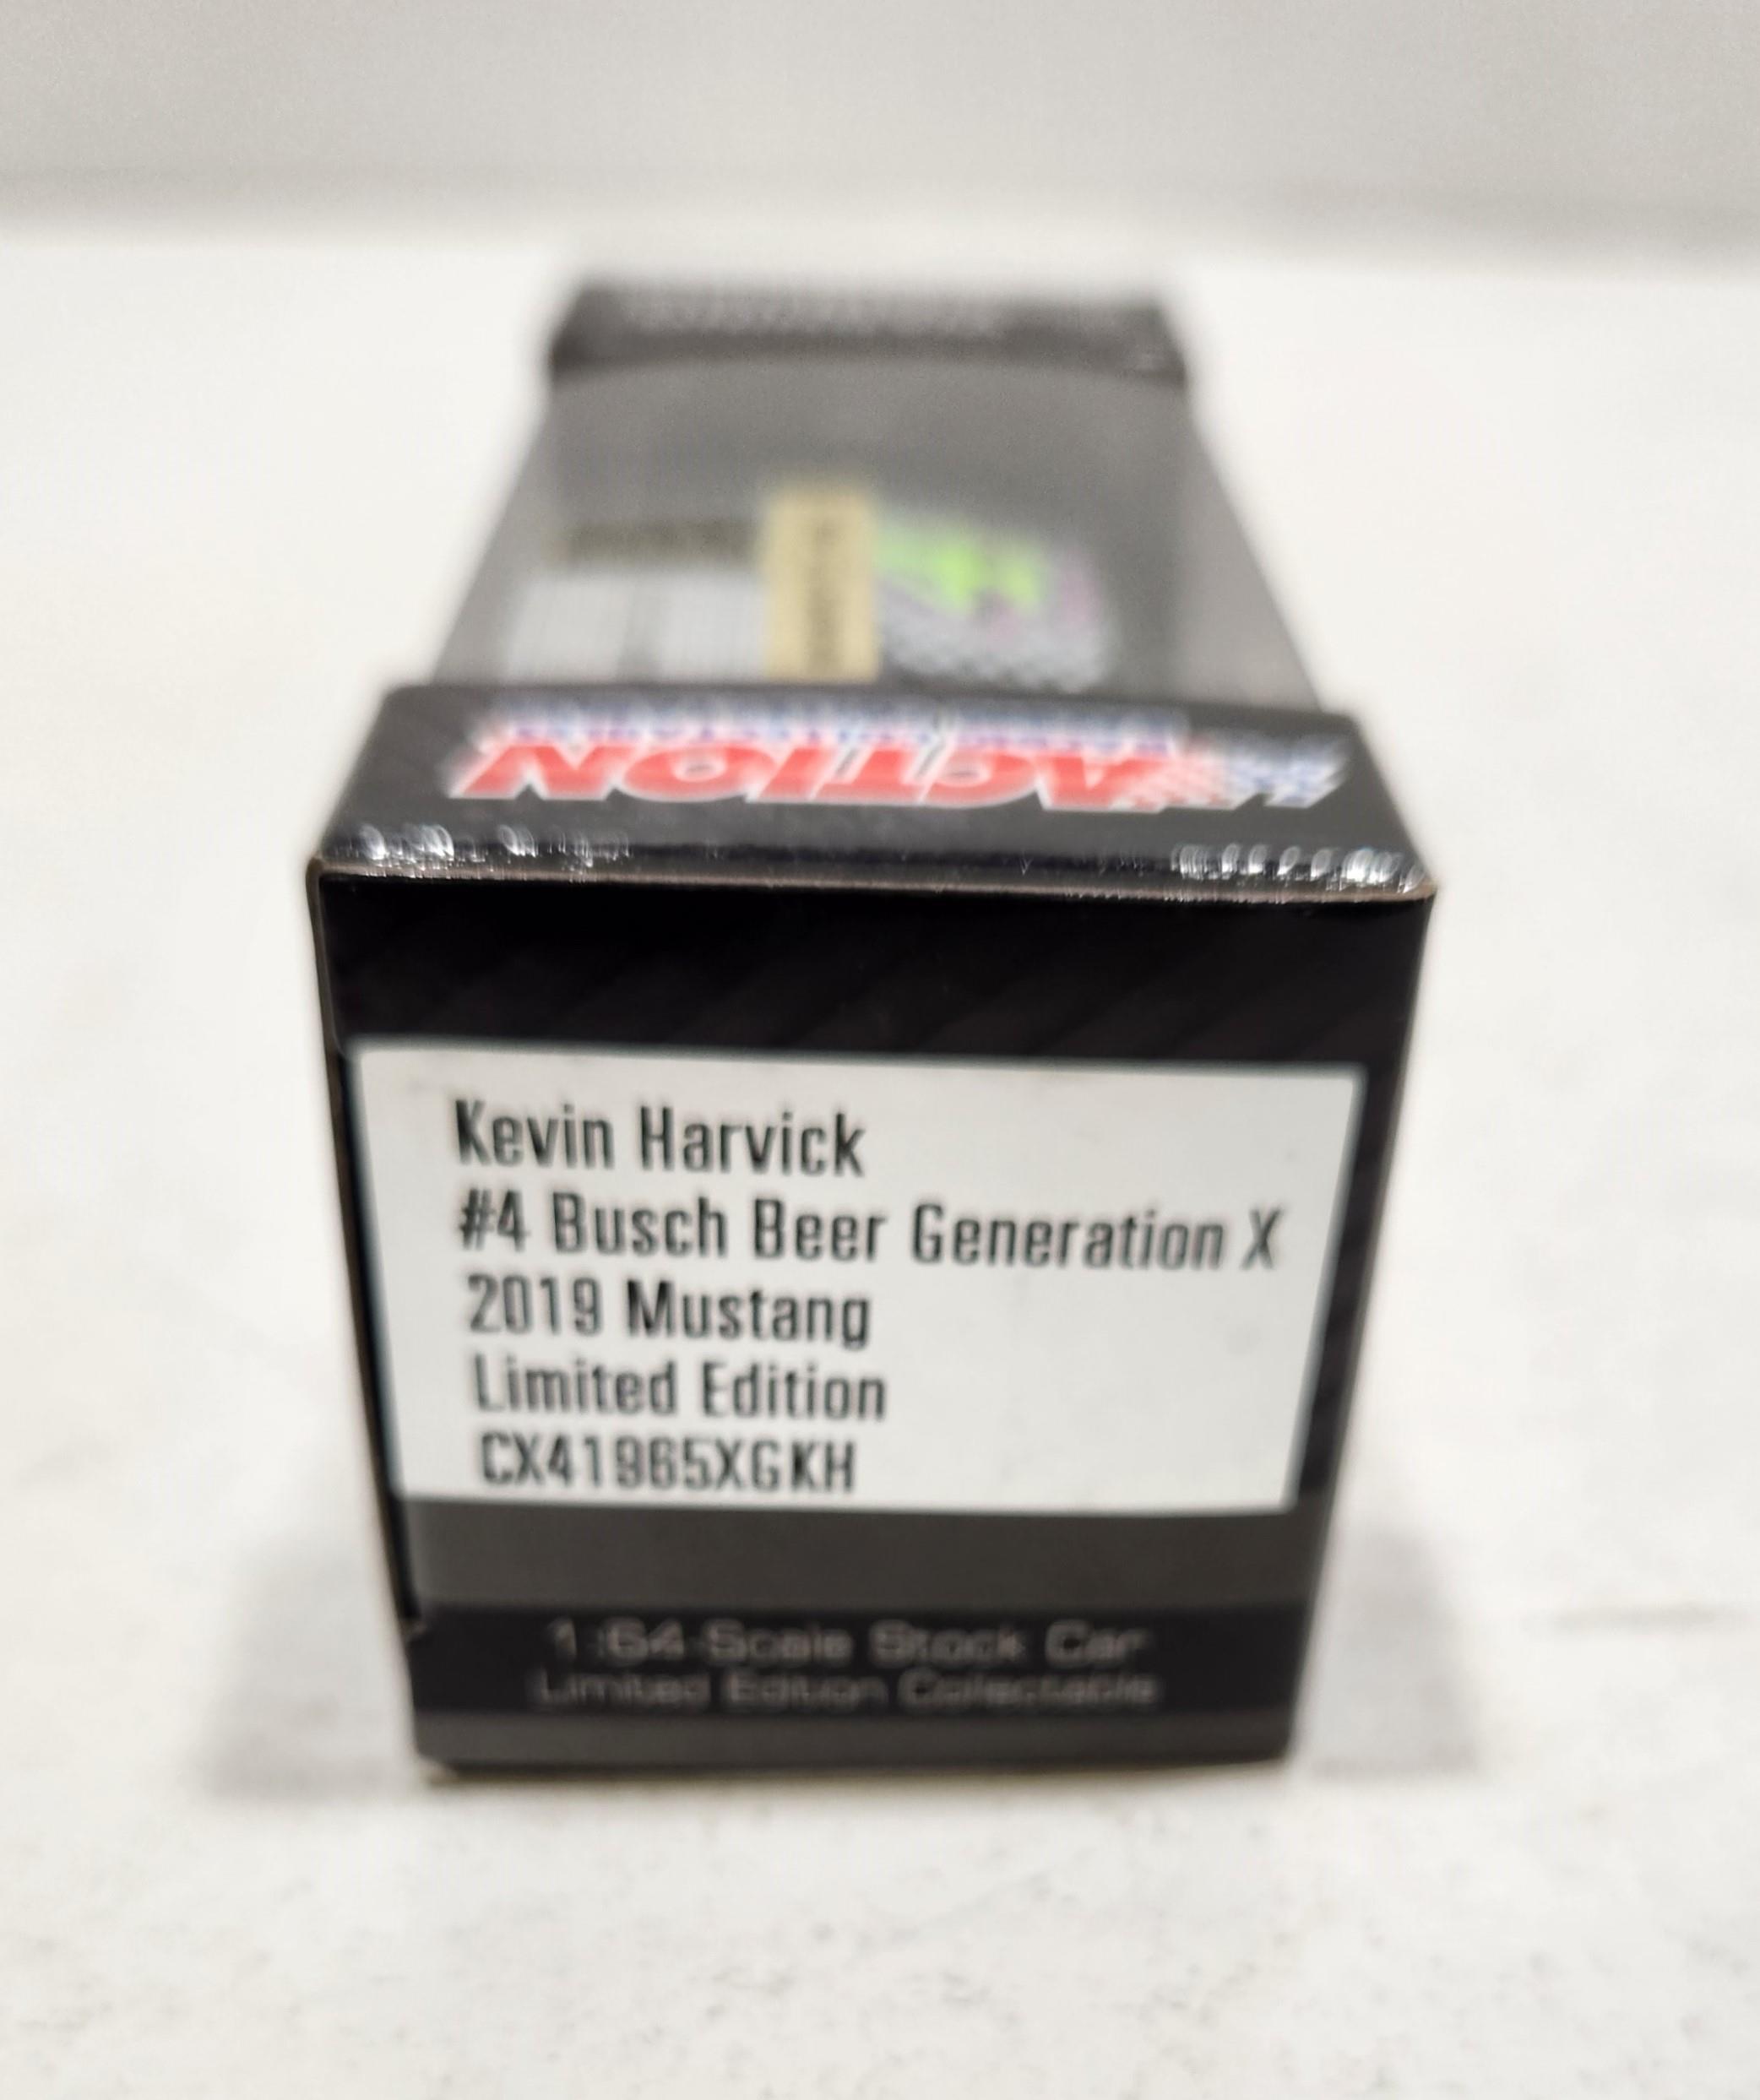 ACTION
Kevin Harvick
#4 Busch Beer Generation X
2019 Mustang
Limited Edition
CX41965XGKH
1:64 Scale Stock Car
Limited Edition Collectable